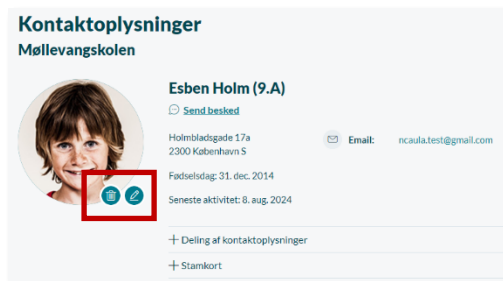 Kontaktoplysninger
Møllevangskolen
Esben Holm (9.A)
Send besked
Holmbladsgade 17a
2300 København S
Email: ncaula.test@gmail.com
Fødselsdag: 31. dec. 2014
Seneste aktivitet: 8. aug. 2024
Deling af kontaktoplysninger
Stamkort